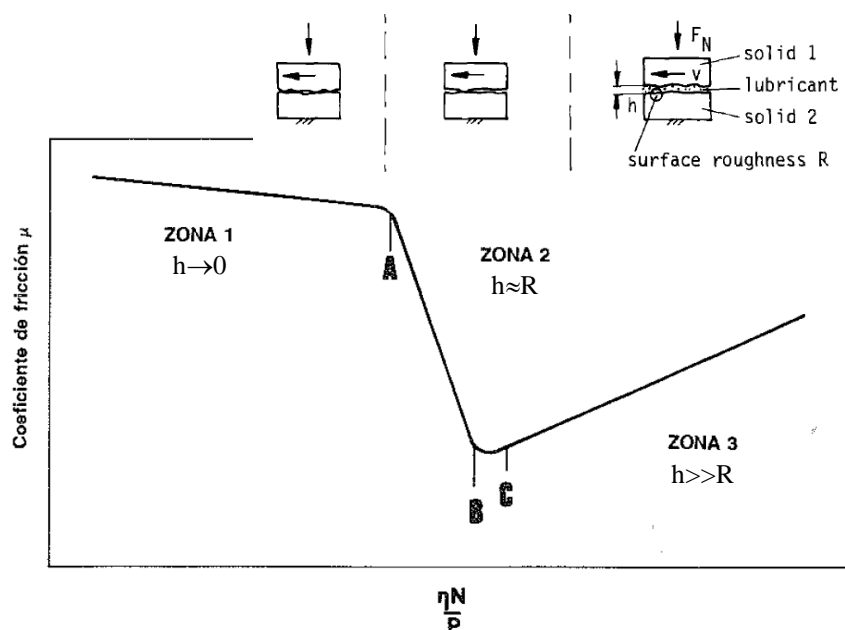 F_N
solid 1
v
lubricant
h
solid 2
surface roughness R
Coeficiente de fricción μ
ZONA 1
h→0
A
ZONA 2
h≈R
ZONA 3
h>>R
B
C
ηN
P